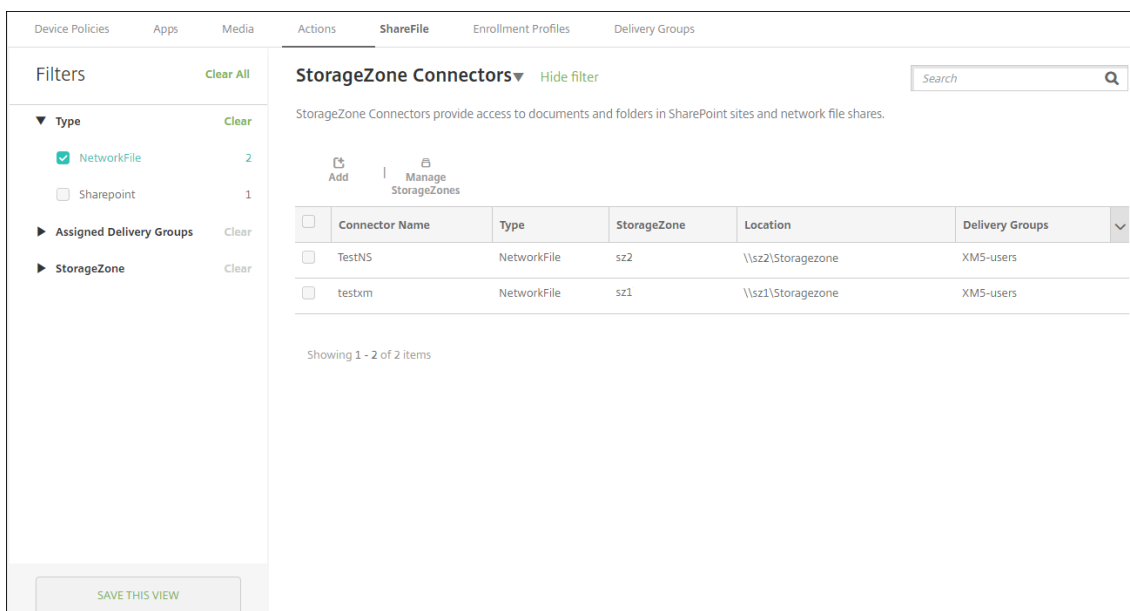 Device Policies Apps Media Actions ShareFile Enrollment Profiles Delivery Groups
Filters Clear All
Type Clear
NetworkFile 2
Sharepoint 1
Assigned Delivery Groups Clear
StorageZone Clear
SAVE THIS VIEW
StorageZone Connectors Hide filter
Search
StorageZone Connectors provide access to documents and folders in SharePoint sites and network file shares.
Add | Manage
StorageZones
Connector Name Type StorageZone Location Delivery Groups
TestNS NetworkFile sz2 \\sz2\Storagezone XM5-users
testxm NetworkFile sz1 \\sz1\Storagezone XM5-users
Showing 1 - 2 of 2 items